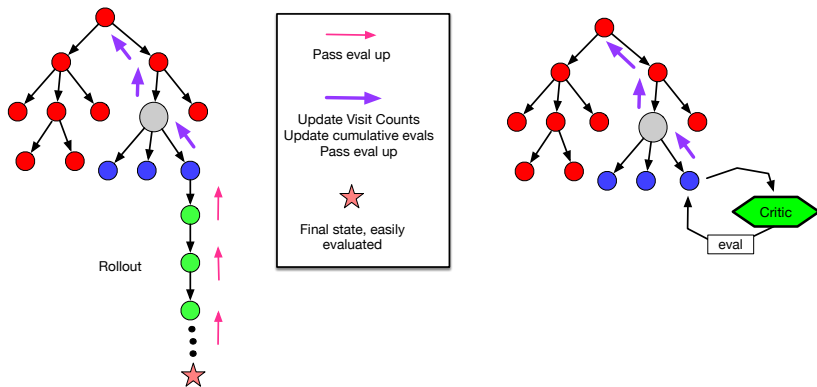 Pass eval up
Update Visit Counts
Update cumulative evals
Pass eval up
Final state, easily
evaluated
Rollout
Critic
eval